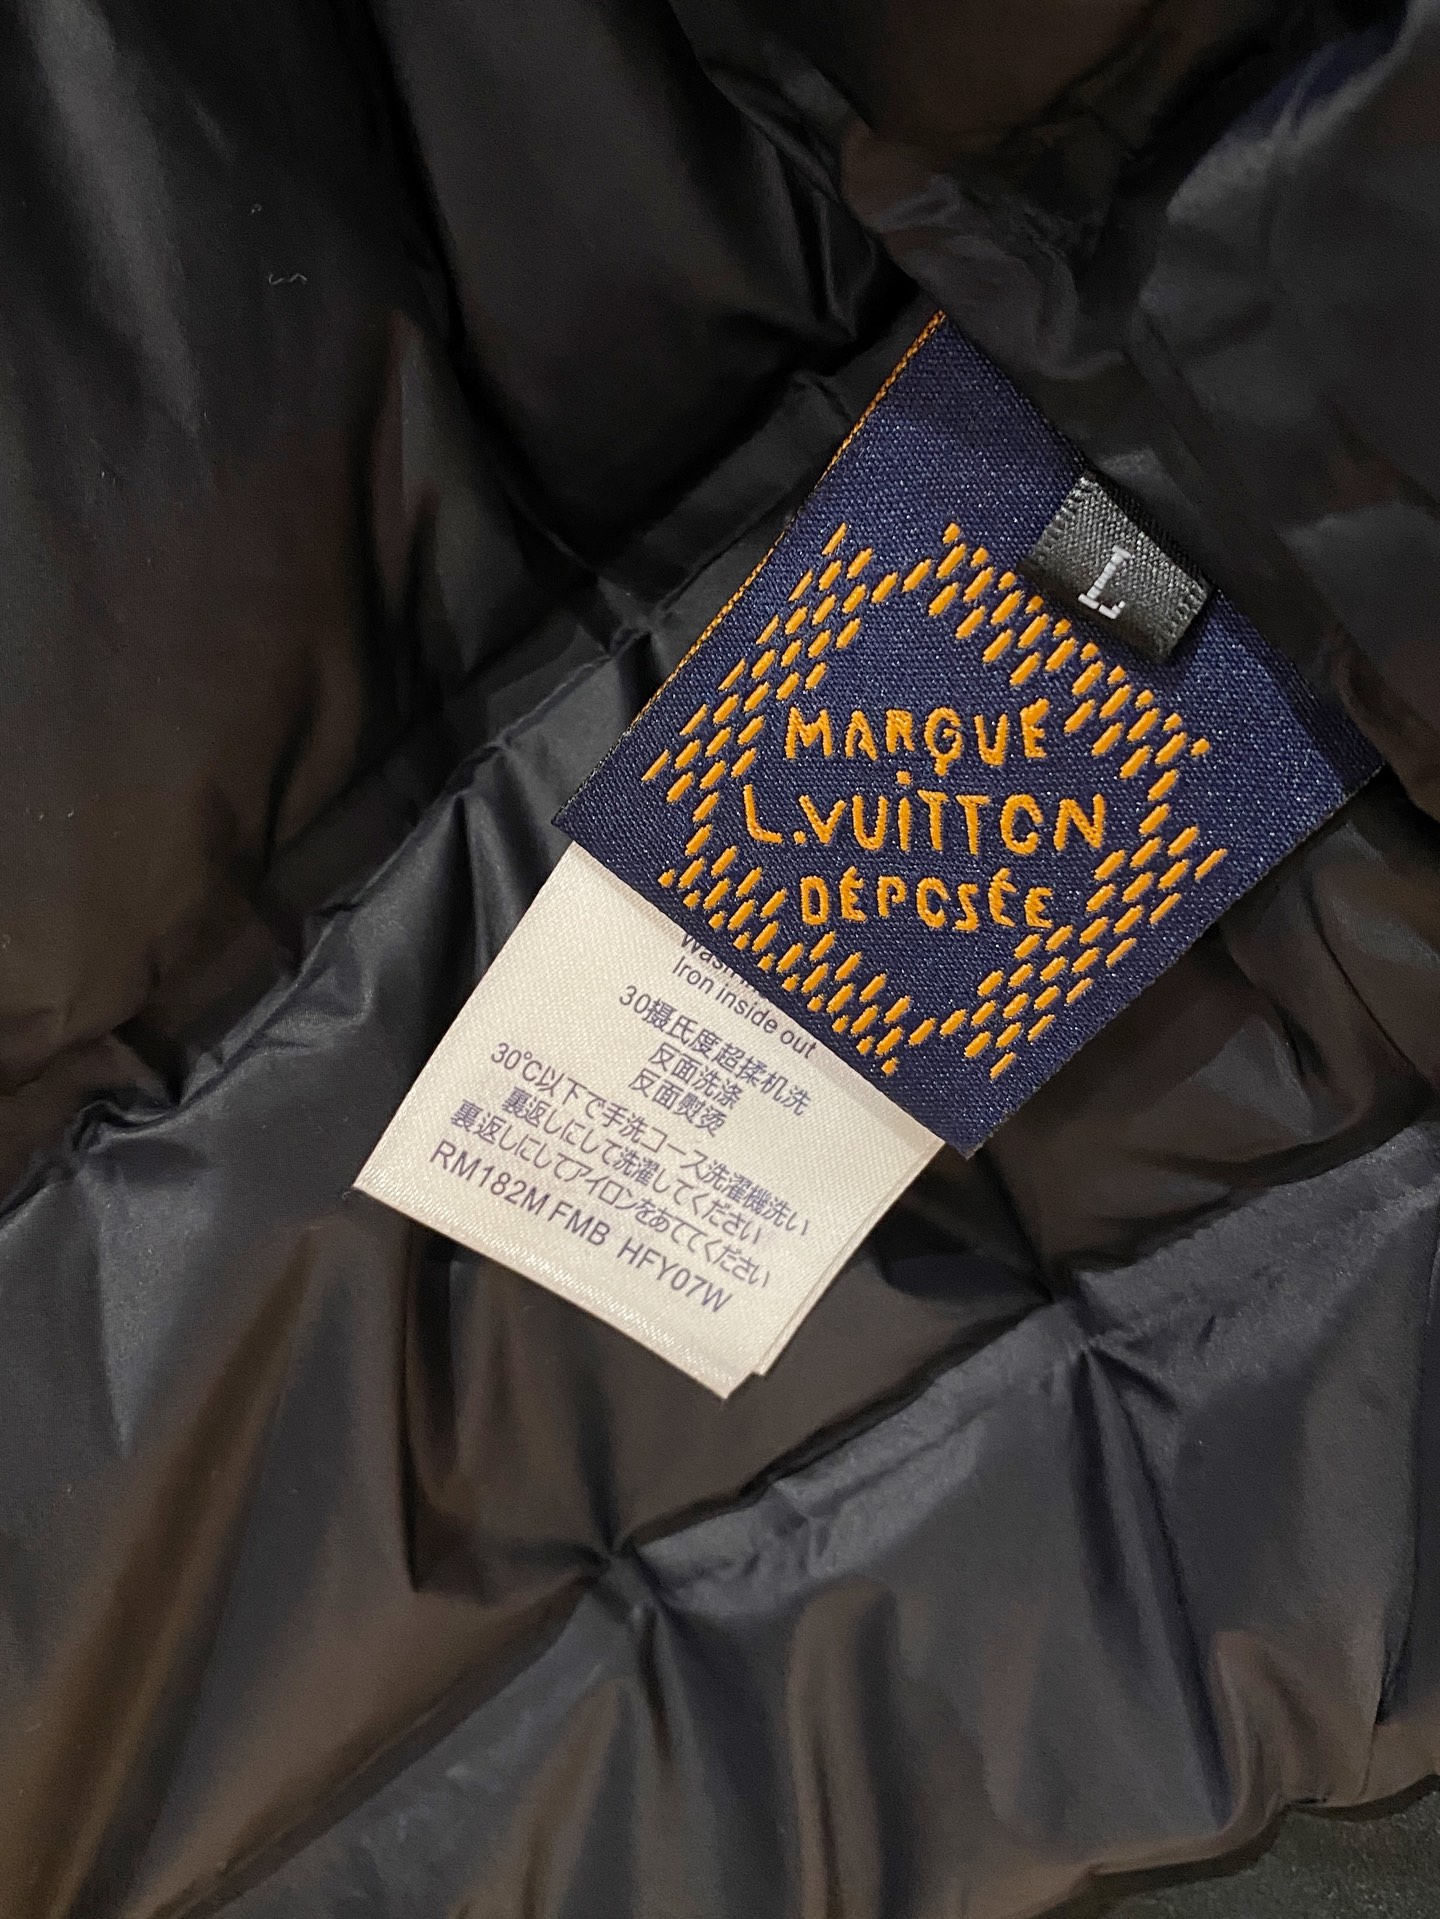 L
MARQUÉ
L.VUITTON
DÉPOSÉE
Iron inside out
30摄氏度超揉机洗
反面洗涤
反面熨烫
30℃以下で手洗コース洗濯機洗い
裏返しにして洗濯してください
裏返しにしてアイロンをあててください
RM182M FMB HFY07W